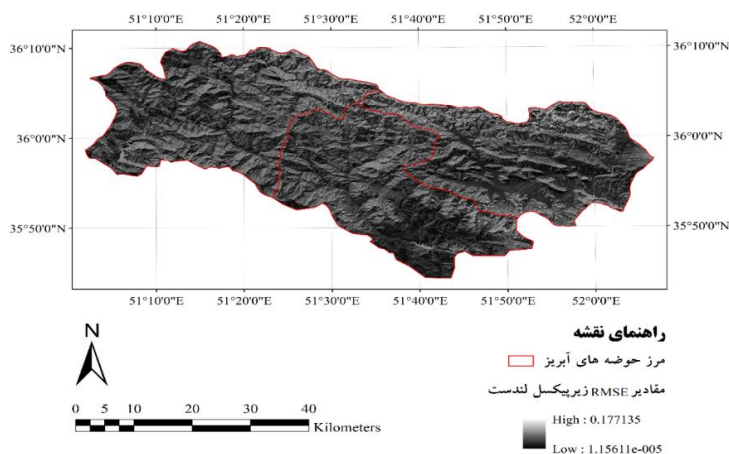 51°10'0"E 51°20'0"E 51°30'0"E 51°40'0"E 51°50'0"E 52°0'0"E
36°10'0"N
36°10'0"N
36°0'0"N
36°0'0"N
35°50'0"N
35°50'0"N
51°10'0"E 51°20'0"E 51°30'0"E 51°40'0"E 51°50'0"E 52°0'0"E
راهنمای نقشه
مرز حوضه های آبریز
مقادیر RMSE زیرپیکسل لندست
High : 0.177135
Low : 1.15611e-005
N
0 5 10 20 30 40
Kilometers